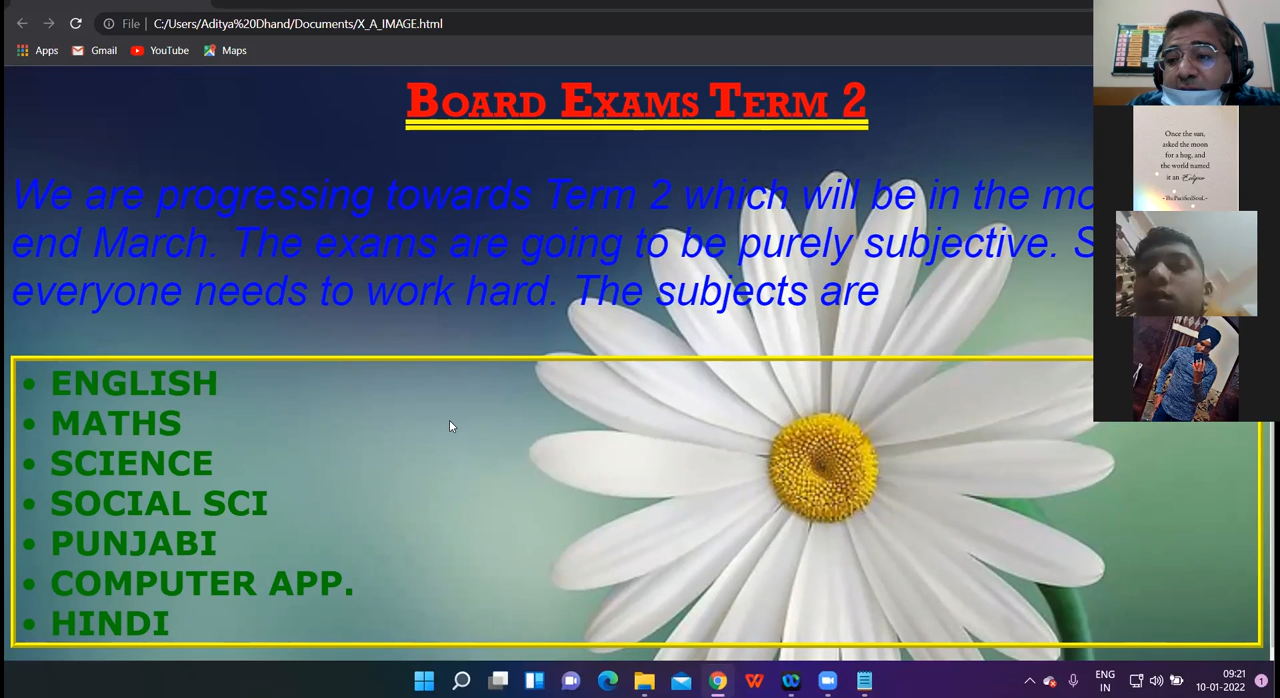 File
C:/Users/Aditya%20Dhand/Documents/X_A_IMAGE.html
Apps
Gmail
YouTube
Maps
BOARD EXAMS TERM 2
We are progressing towards Term 2 which will be in the
end March. The exams are going to be purely subjective.
everyone needs to work hard. The subjects are
• ENGLISH
• MATHS
• SCIENCE
• SOCIAL SCI
• PUNJABI
• COMPUTER APP.
• HINDI
Once the sun,
asked the moon
for a hug, and
the world named
it an Eclipse
ENG
IN
09:21
10-01-2022
1